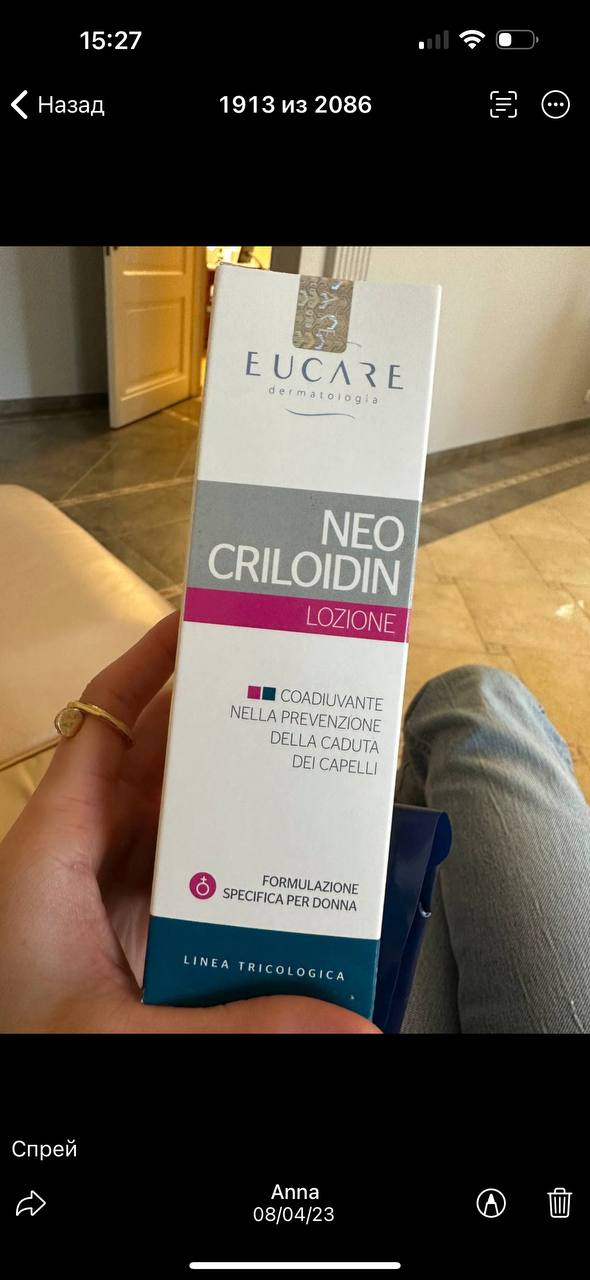 15:27
Назад
1913 из 2086
EUCARE
dermatologia
NEO
CRILOIDIN
LOZIONE
COADIUVANTE
NELLA PREVENZIONE
DELLA CADUTA
DEI CAPELLI
FORMULAZIONE
SPECIFICA PER DONNA
LINEA TRICOLOGICA
Спрей
Anna
08/04/23